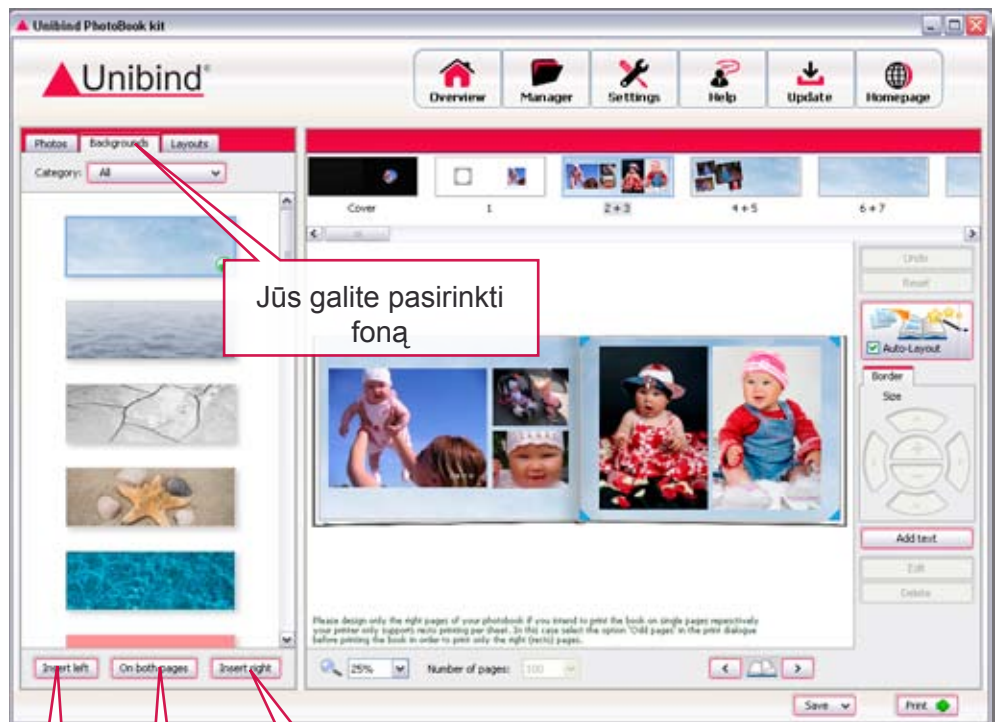 Unibind PhotoBook kit
Unibind®
Overview
Manager
Settings
Help
Update
Homepage
Photos
Backgrounds
Layouts
Category:
All
Cover
1
2 + 3
4 + 5
6 + 7
Jūs galite pasirinkti
foną
Undo
Reset
Auto-Layout
Border
Size
Add text
Edit
Delete
Please design only the right pages of your photobook if you intend to print the book on single pages respectively
your printer only supports recto printing per sheet. In this case select the option "Odd pages" in the print dialogue
before printing the book in order to print only the right (recto) pages.
Insert left
On both pages
Insert right
25%
Number of pages:
100
Save
Print